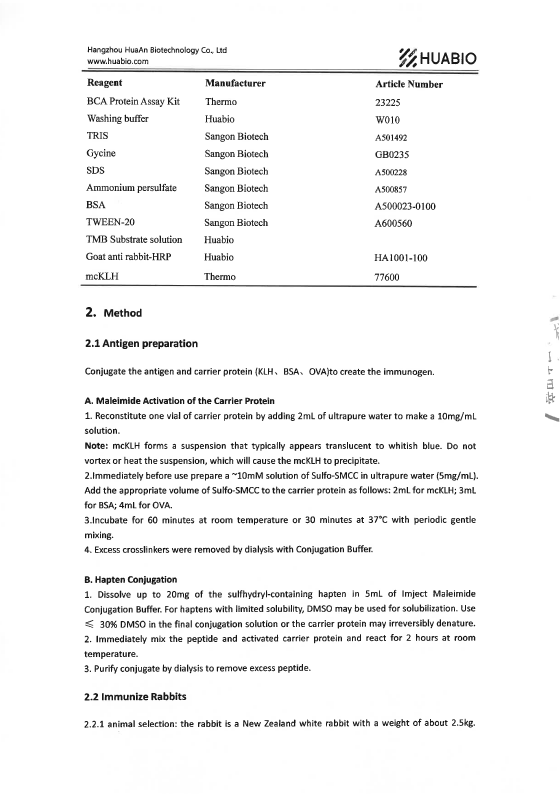 Hangzhou HuaAn Biotechnology Co., Ltd
www.huabio.com
HUABIO
Reagent Manufacturer Article Number
BCA Protein Assay Kit Thermo 23225
Washing buffer Huabio W010
TRIS Sangon Biotech A501492
Gycine Sangon Biotech GB0235
SDS Sangon Biotech A500228
Ammonium persulfate Sangon Biotech A500857
BSA Sangon Biotech A500023-0100
TWEEN-20 Sangon Biotech A600560
TMB Substrate solution Huabio
Goat anti rabbit-HRP Huabio HA1001-100
mcKLH Thermo 77600
2. Method
2.1 Antigen preparation
Conjugate the antigen and carrier protein (KLH、BSA、OVA)to create the immunogen.
A. Maleimide Activation of the Carrier Protein
1. Reconstitute one vial of carrier protein by adding 2mL of ultrapure water to make a 10mg/mL
solution.
Note: mcKLH forms a suspension that typically appears translucent to whitish blue. Do not
vortex or heat the suspension, which will cause the mcKLH to precipitate.
2.Immediately before use prepare a ~10mM solution of Sulfo-SMCC in ultrapure water (5mg/mL).
Add the appropriate volume of Sulfo-SMCC to the carrier protein as follows: 2mL for mcKLH; 3mL
for BSA; 4mL for OVA.
3.Incubate for 60 minutes at room temperature or 30 minutes at 37°C with periodic gentle
mixing.
4. Excess crosslinkers were removed by dialysis with Conjugation Buffer.
B. Hapten Conjugation
1. Dissolve up to 20mg of the sulfhydryl-containing hapten in 5mL of Imject Maleimide
Conjugation Buffer. For haptens with limited solubility, DMSO may be used for solubilization. Use
≤ 30% DMSO in the final conjugation solution or the carrier protein may irreversibly denature.
2. Immediately mix the peptide and activated carrier protein and react for 2 hours at room
temperature.
3. Purify conjugate by dialysis to remove excess peptide.
2.2 Immunize Rabbits
2.2.1 animal selection: the rabbit is a New Zealand white rabbit with a weight of about 2.5kg.